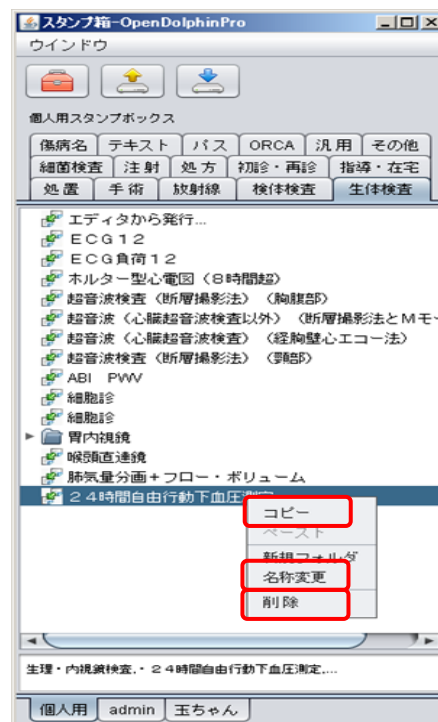 スタンプ箱-OpenDolphinPro
ウインドウ
個人用スタンプボックス
傷病名 テキスト パス ORCA 汎用 その他
細菌検査 注射 処方 初診・再診 指導・在宅
処置 手術 放射線 検体検査 生体検査
エディタから発行...
ECG12
ECG負荷12
ホルター型心電図（8時間超）
超音波検査（断層撮影法）（胸腹部）
超音波（心臓超音波検査以外）（断層撮影法とMモー
超音波（心臓超音波検査）（経胸壁心エコー法）
超音波検査（断層撮影法）（頸部）
ABI PWV
細胞診
細胞診
胃内視鏡
喉頭直達鏡
肺気量分画+フロー・ボリューム
24時間自由行動下血圧測定
コピー
ペースト
新規フォルダ
名称変更
削除
生理・内視鏡検査,・24時間自由行動下血圧測定,...
個人用 admin 玉ちゃん